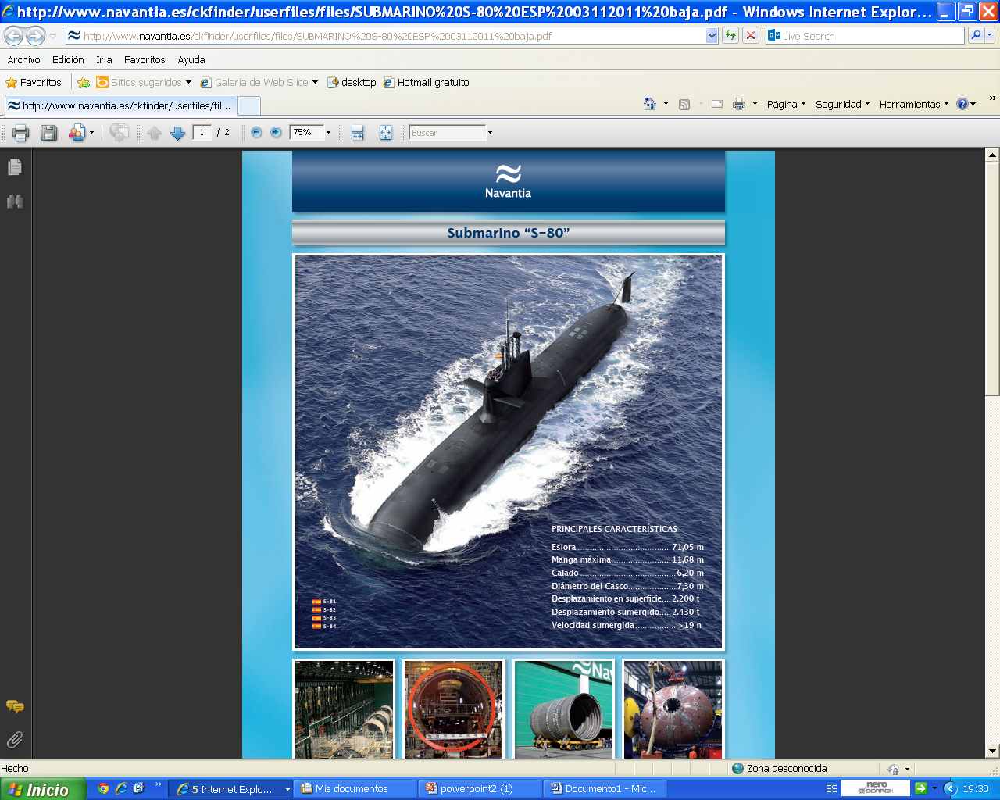 http://www.navantia.es/ckfinder/userfiles/files/SUBMARINO%20S-80%20ESP%2003112011%20baja.pdf - Windows Internet Explor...
http://www.navantia.es/ckfinder/userfiles/files/SUBMARINO%20S-80%20ESP%2003112011%20baja.pdf
Live Search
Archivo Edición Ir a Favoritos Ayuda
Favoritos Sitios sugeridos Galería de Web Slice desktop Hotmail gratuito
http://www.navantia.es/ckfinder/userfiles/fil...
Página Seguridad Herramientas »
1 / 2 75% Buscar
Navantia
Submarino “S-80”
PRINCIPALES CARACTERÍSTICAS
Eslora.......................................71,05 m
Manga máxima.........................11,68 m
Calado........................................6,20 m
Diámetro del Casco....................7,30 m
Desplazamiento en superficie....2.200 t
Desplazamiento sumergido.....2.430 t
Velocidad sumergida.................>19 n
S-81
S-82
S-83
S-84
Nav
Hecho
Zona desconocida
Inicio
»
5 Internet Explo...
Mis documentos
powerpoint2 (1)
Documento1 - Mic...
ES
nero
@SEARCH
19:30